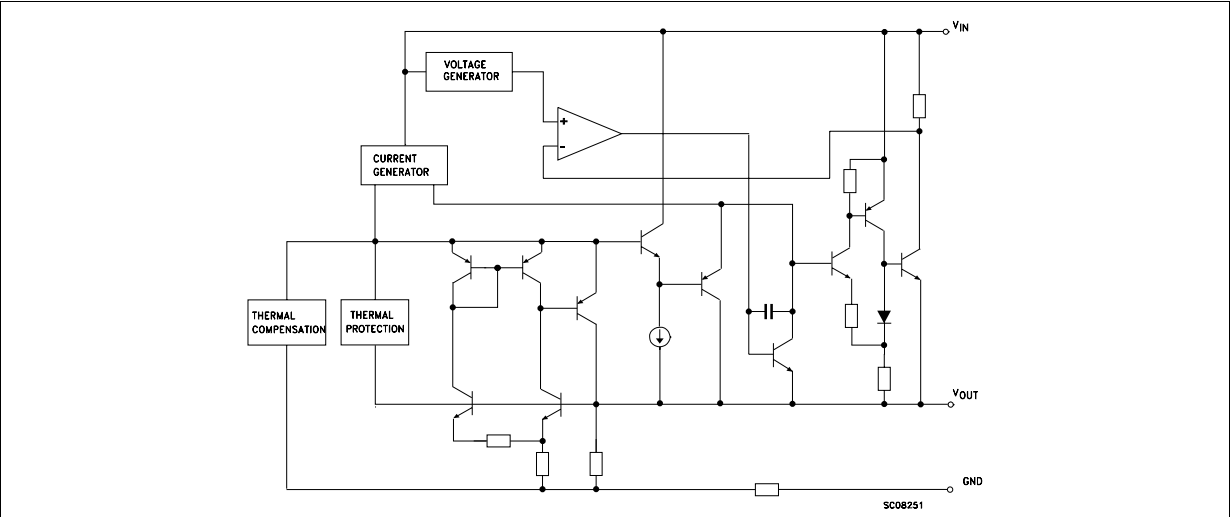 VIN
VOLTAGE
GENERATOR
+
-
CURRENT
GENERATOR
THERMAL
COMPENSATION
THERMAL
PROTECTION
VOUT
GND
SC08251